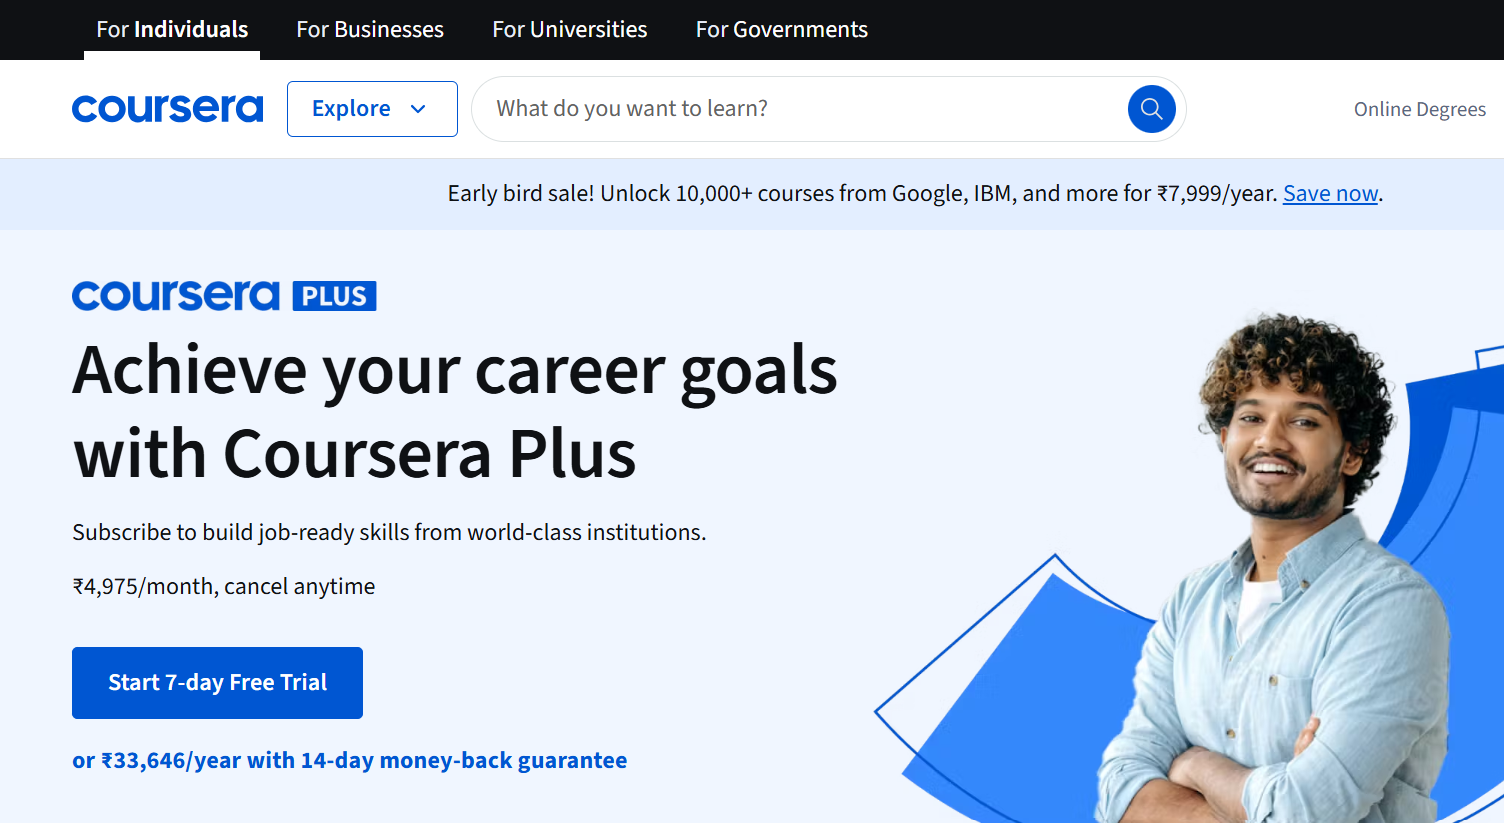 For Individuals
For Businesses
For Universities
For Governments
coursera
Explore
What do you want to learn?
Online Degrees
Early bird sale! Unlock 10,000+ courses from Google, IBM, and more for ₹7,999/year. Save now.
coursera PLUS
Achieve your career goals
with Coursera Plus
Subscribe to build job-ready skills from world-class institutions.
₹4,975/month, cancel anytime
Start 7-day Free Trial
or ₹33,646/year with 14-day money-back guarantee